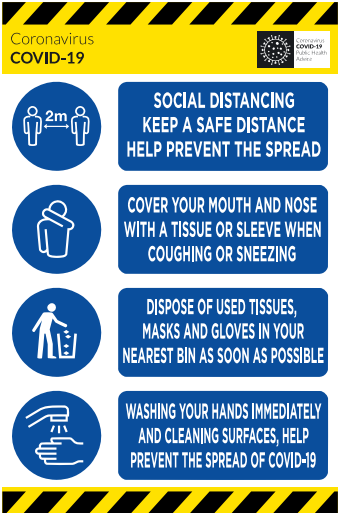 Coronavirus
COVID-19
Coronavirus
COVID-19
Public Health
Advice
2m
SOCIAL DISTANCING
KEEP A SAFE DISTANCE
HELP PREVENT THE SPREAD
COVER YOUR MOUTH AND NOSE
WITH A TISSUE OR SLEEVE WHEN
COUGHING OR SNEEZING
DISPOSE OF USED TISSUES,
MASKS AND GLOVES IN YOUR
NEAREST BIN AS SOON AS POSSIBLE
WASHING YOUR HANDS IMMEDIATELY
AND CLEANING SURFACES, HELP
PREVENT THE SPREAD OF COVID-19